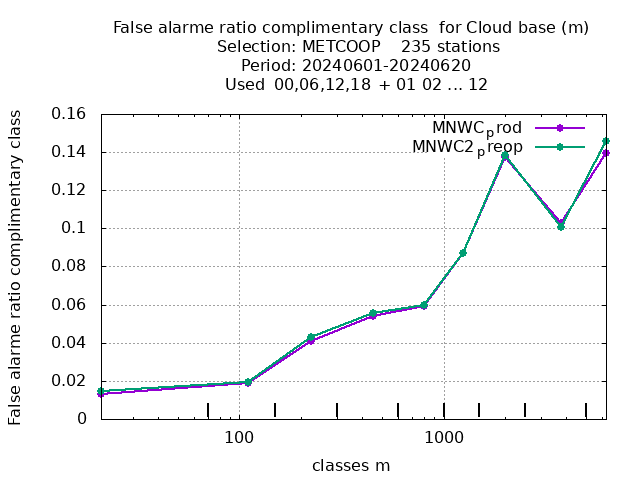 False alarme ratio complimentary class  for Cloud base (m)
Selection: METCOOP    235 stations
Period: 20240601-20240620
Used  00,06,12,18 + 01 02 ... 12
False alarme ratio complimentary class
0.16
0.14
0.12
0.1
0.08
0.06
0.04
0.02
0
MNWCprod
MNWC2preop
100
1000
classes m